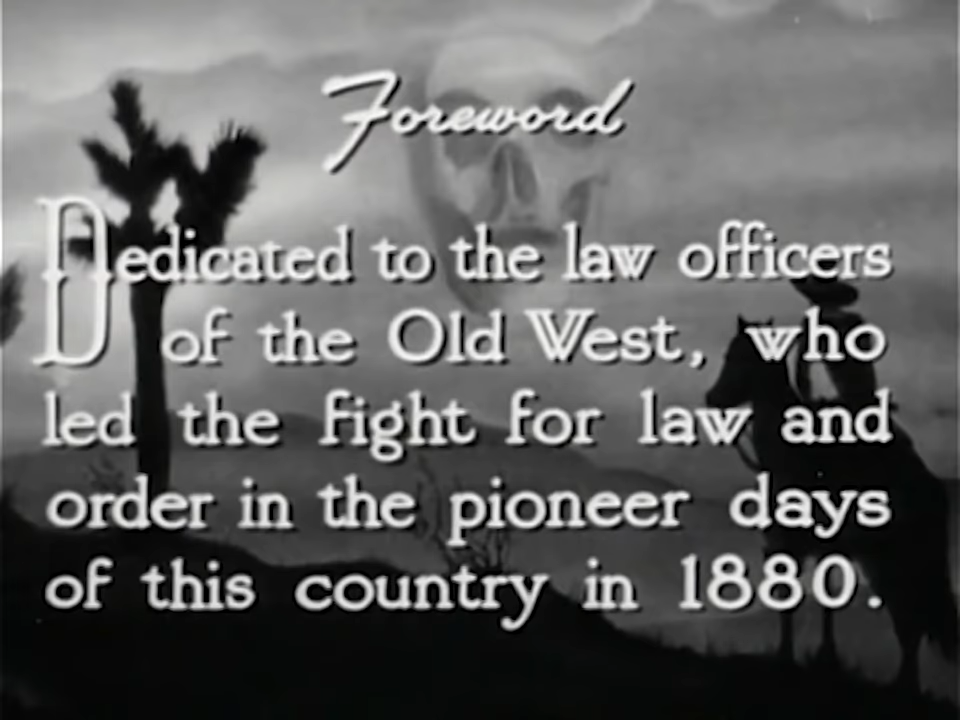 Foreword
Dedicated to the law officers
of the Old West, who
led the fight for law and
order in the pioneer days
of this country in 1880.